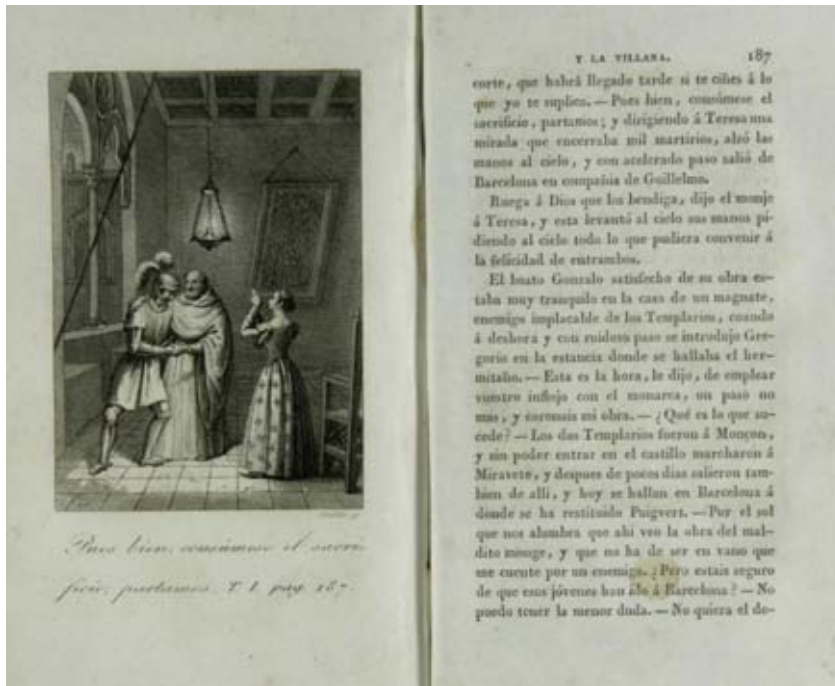 Pues bien, consúmese el sacri-
ficio, partamos. T. I. pag. 187.
Y LA VILLANA. 187
corte, que habrá llegado tarde si te ciñes á lo
que yo te suplico. — Pues bien, consúmese el
sacrificio, partamos; y dirigiendo á Teresa una
mirada que encerraba mil martirios, alzó las
manos al cielo, y con acelerado paso salió de
Barcelona en compañia de Guillelmo.
Ruega á Dios que los bendiga, dijo el monje
á Teresa, y esta levantó al cielo sus manos pi-
diendo al cielo todo lo que pudiera convenir á
la felicidad de entrambos.
El beato Gonzalo satisfecho de su obra es-
taba muy tranquilo en la casa de un magnate,
enemigo implacable de los Templarios, cuando
á deshora y con ruidoso paso se introdujo Gre-
gorio en la estancia donde se hallaba el her-
mitaño. — Esta es la hora, le dijo, de emplear
vuestro influjo con el monarca, un paso no
mas, y coronais mi obra. — ¿Qué es lo que su-
cede? — Los dos Templarios fueron á Monçon,
y sin poder entrar en el castillo marcharon á
Miravete, y despues de pocos dias salieron tam-
bien de alli, y hoy se hallan en Barcelona á
donde se ha restituido Puigvert. — Por el sol
que nos alumbra que ahi veo la obra del mal-
dito monge, y que no ha de ser en vano que
me cuente por un enemigo. ¿Pero estais seguro
de que esos jóvenes han ido á Barcelona? — No
puedo tener la menor duda. — No quiera el de-